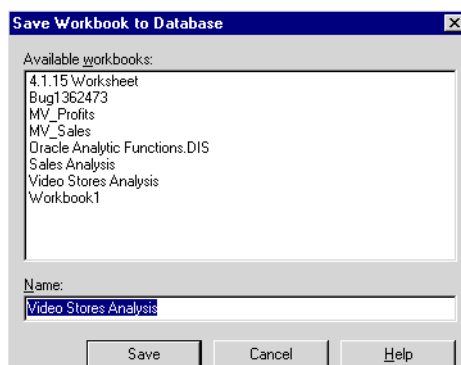 Save Workbook to Database
Available workbooks:
4.1.15 Worksheet
Bug1362473
MV_Profits
MV_Sales
Oracle Analytic Functions.DIS
Sales Analysis
Video Stores Analysis
Workbook1
Name:
Video Stores Analysis
Save Cancel Help